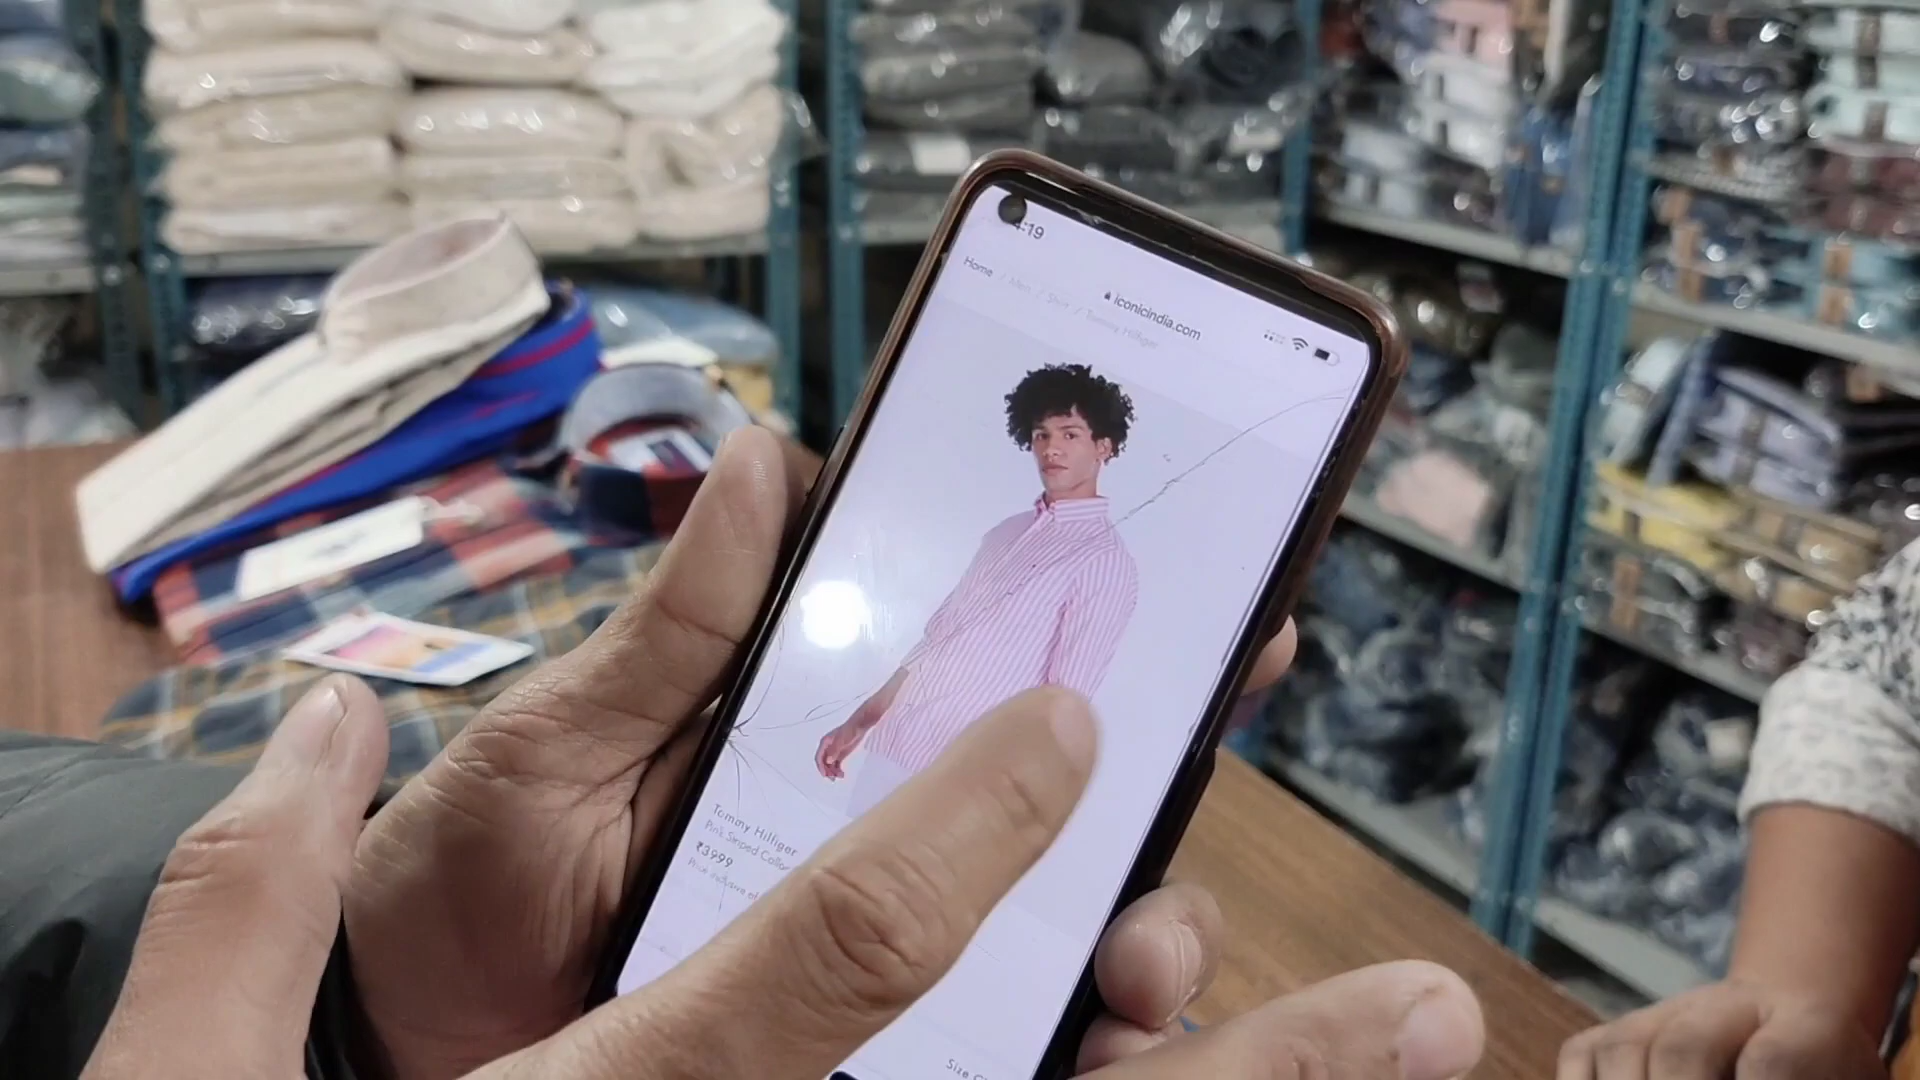 :19
iconicindia.com
Home / Men / Shirt / Tommy Hilfiger
Tommy Hilfiger
Pink Striped Collar
₹3999
Price inclusive of
Size